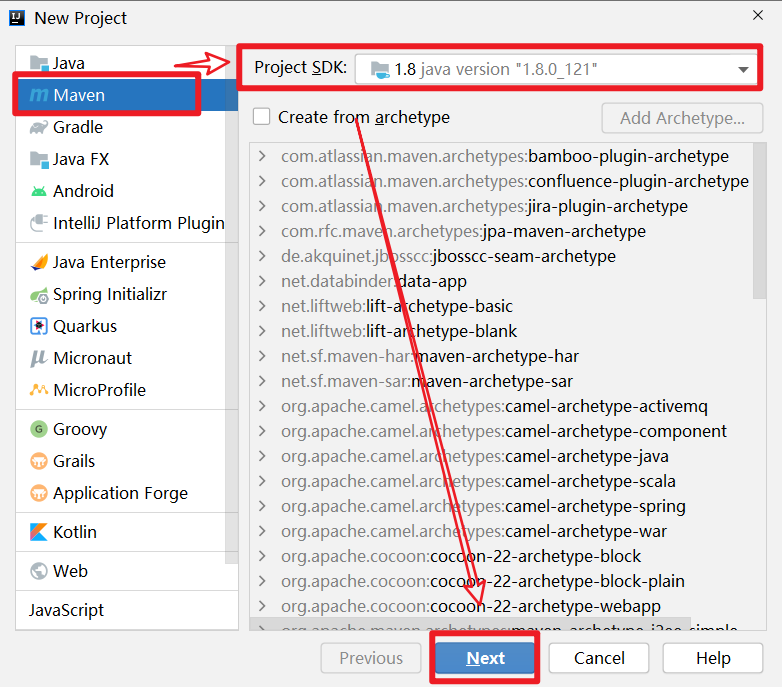 New Project
Java
Maven
Gradle
Java FX
Android
IntelliJ Platform Plugin
Java Enterprise
Spring Initializr
Quarkus
Micronaut
MicroProfile
Groovy
Grails
Application Forge
Kotlin
Web
JavaScript
Project SDK: 1.8 java version "1.8.0_121"
Create from archetype Add Archetype...
com.atlassian.maven.archetypes:bamboo-plugin-archetype
com.atlassian.maven.archetypes:confluence-plugin-archetype
com.atlassian.maven.archetypes:jira-plugin-archetype
com.rfc.maven.archetypes:jpa-maven-archetype
de.akquinet.jbosscc:jbosscc-seam-archetype
net.databinder:data-app
net.liftweb:lift-archetype-basic
net.liftweb:lift-archetype-blank
net.sf.maven-har:maven-archetype-har
net.sf.maven-sar:maven-archetype-sar
org.apache.camel.archetypes:camel-archetype-activemq
org.apache.camel.archetypes:camel-archetype-component
org.apache.camel.archetypes:camel-archetype-java
org.apache.camel.archetypes:camel-archetype-scala
org.apache.camel.archetypes:camel-archetype-spring
org.apache.camel.archetypes:camel-archetype-war
org.apache.cocoon:cocoon-22-archetype-block
org.apache.cocoon:cocoon-22-archetype-block-plain
org.apache.cocoon:cocoon-22-archetype-webapp
org.apache.maven.archetypes:maven-archetype-j2ee-simple
Previous Next Cancel Help